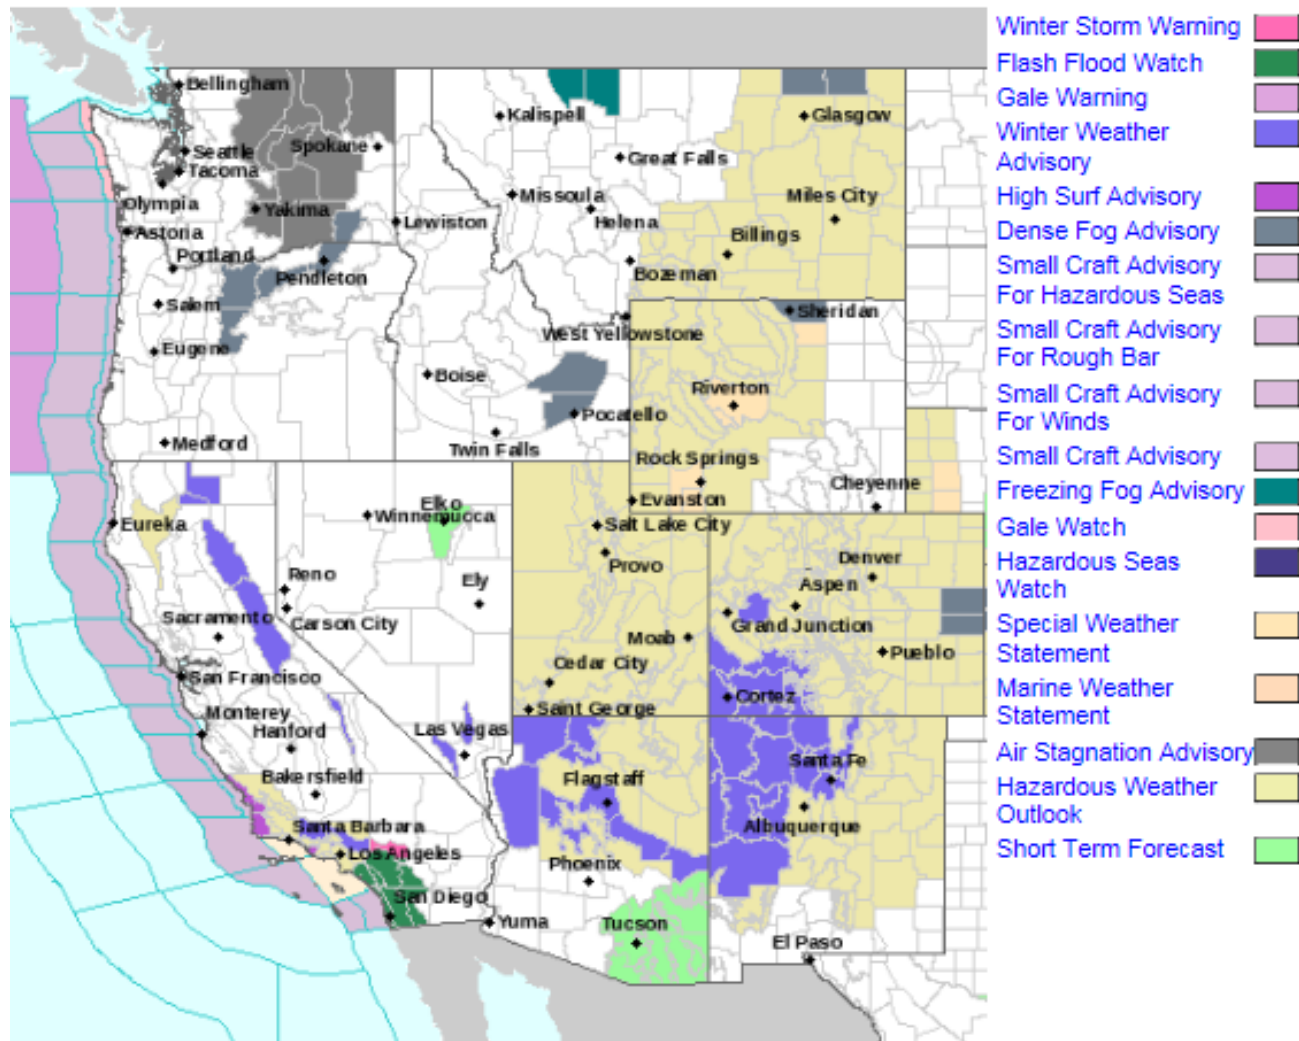 Bellingham
Seattle
Tacoma
Olympia
Astoria
Portland
Salem
Eugene
Medford
Spokane
Yakima
Pendleton
Lewiston
Kalispell
Great Falls
Missoula
Helena
Bozeman
West Yellowstone
Glasgow
Miles City
Billings
Sheridan
Boise
Pocatello
Twin Falls
Riverton
Rock Springs
Evanston
Cheyenne
Eureka
Elko
Winnemucca
Reno
Ely
Carson City
Sacramento
San Francisco
Monterey
Hanford
Las Vegas
Bakersfield
Santa Barbara
Los Angeles
San Diego
Salt Lake City
Provo
Moab
Cedar City
Saint George
Denver
Aspen
Grand Junction
Pueblo
Cortez
Flagstaff
Phoenix
Yuma
Tucson
Santa Fe
Albuquerque
El Paso
Winter Storm Warning
Flash Flood Watch
Gale Warning
Winter Weather
Advisory
High Surf Advisory
Dense Fog Advisory
Small Craft Advisory
For Hazardous Seas
Small Craft Advisory
For Rough Bar
Small Craft Advisory
For Winds
Small Craft Advisory
Freezing Fog Advisory
Gale Watch
Hazardous Seas
Watch
Special Weather
Statement
Marine Weather
Statement
Air Stagnation Advisory
Hazardous Weather
Outlook
Short Term Forecast